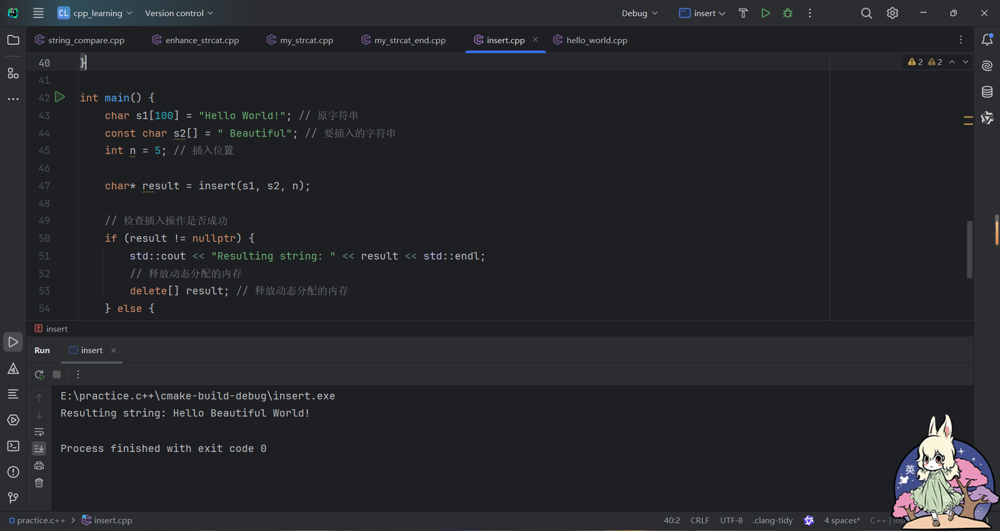 CL cpp_learning Version control Debug insert
string_compare.cpp enhance_strcat.cpp my_strcat.cpp my_strcat_end.cpp insert.cpp hello_world.cpp
40 } 2 2
41
42 int main() {
43 char s1[100] = "Hello World!"; // 原字符串
44 const char s2[] = " Beautiful"; // 要插入的字符串
45 int n = 5; // 插入位置
46
47 char* result = insert(s1, s2, n);
48
49 // 检查插入操作是否成功
50 if (result != nullptr) {
51 std::cout << "Resulting string: " << result << std::endl;
52 // 释放动态分配的内存
53 delete[] result; // 释放动态分配的内存
54 } else {
f insert
Run insert
E:\practice.c++\cmake-build-debug\insert.exe
Resulting string: Hello Beautiful World!
Process finished with exit code 0
英
practice.c++ > insert.cpp 40:2 CRLF UTF-8 .clang-tidy 4 spaces* C++ |